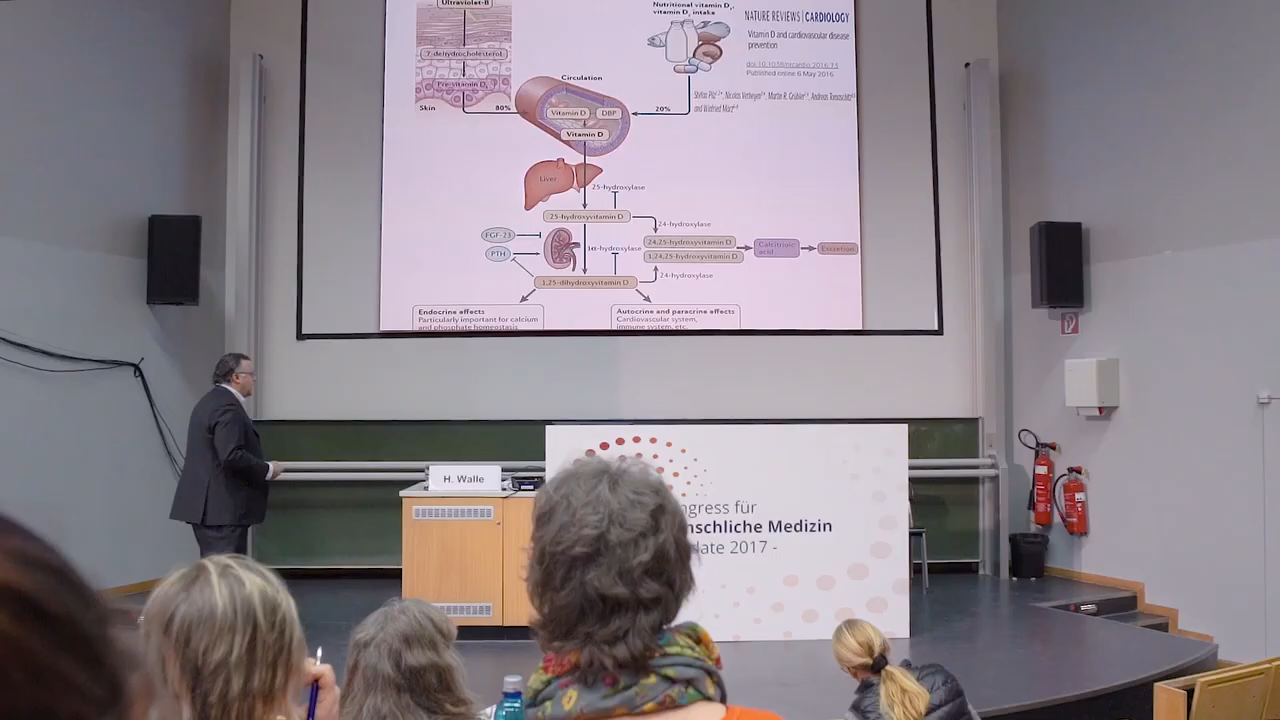 Ultraviolet-B
7-dehydrocholesterol
Pre-vitamin D₃
Skin
80%
Circulation
Vitamin D
DBP
Vitamin D
Nutritional vitamin D₂,
vitamin D₃ intake
20%
NATURE REVIEWS | CARDIOLOGY
Vitamin D and cardiovascular disease
prevention
Published online 6 May 2016
and Winfried März
Liver
25-hydroxylase
25-hydroxyvitamin D
24-hydroxylase
FGF-23
PTH
1α-hydroxylase
24,25-hydroxyvitamin D
1,24,25-hydroxyvitamin D
Calcitrioic
acid
Excretion
24-hydroxylase
1,25-dihydroxyvitamin D
Endocrine effects
Particularly important for calcium
and phosphate homeostasis
Autocrine and paracrine effects
Cardiovascular system,
immune system, etc.
H. Walle
ngress für
nschliche Medizin
date 2017 -